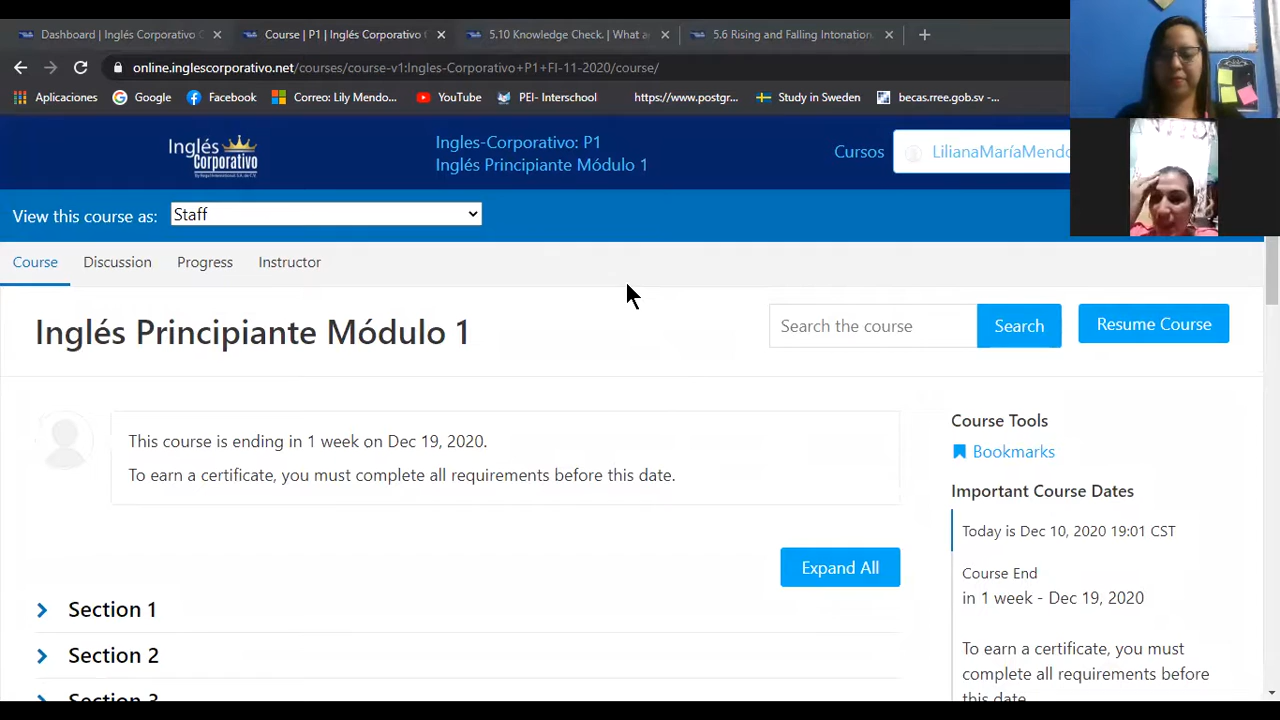 Dashboard | Inglés Corporativo
Course | P1 | Inglés Corporativo
5.10 Knowledge Check. | What a
5.6 Rising and Falling Intonation.
online.inglescorporativo.net/courses/course-v1:Ingles-Corporativo+P1+FI-11-2020/course/
Aplicaciones
Google
Facebook
Correo: Lily Mendo...
YouTube
PEI- Interschool
https://www.postgr...
Study in Sweden
becas.rree.gob.sv -...
Inglés
Corporativo
Ingles-Corporativo: P1
Inglés Principiante Módulo 1
Cursos
LilianaMaríaMendo
View this course as:
Staff
Course
Discussion
Progress
Instructor
Inglés Principiante Módulo 1
Search the course
Search
Resume Course
This course is ending in 1 week on Dec 19, 2020.
To earn a certificate, you must complete all requirements before this date.
Expand All
Section 1
Section 2
Section 3
Course Tools
Bookmarks
Important Course Dates
Today is Dec 10, 2020 19:01 CST
Course End
in 1 week - Dec 19, 2020
To earn a certificate, you must
complete all requirements before
this date